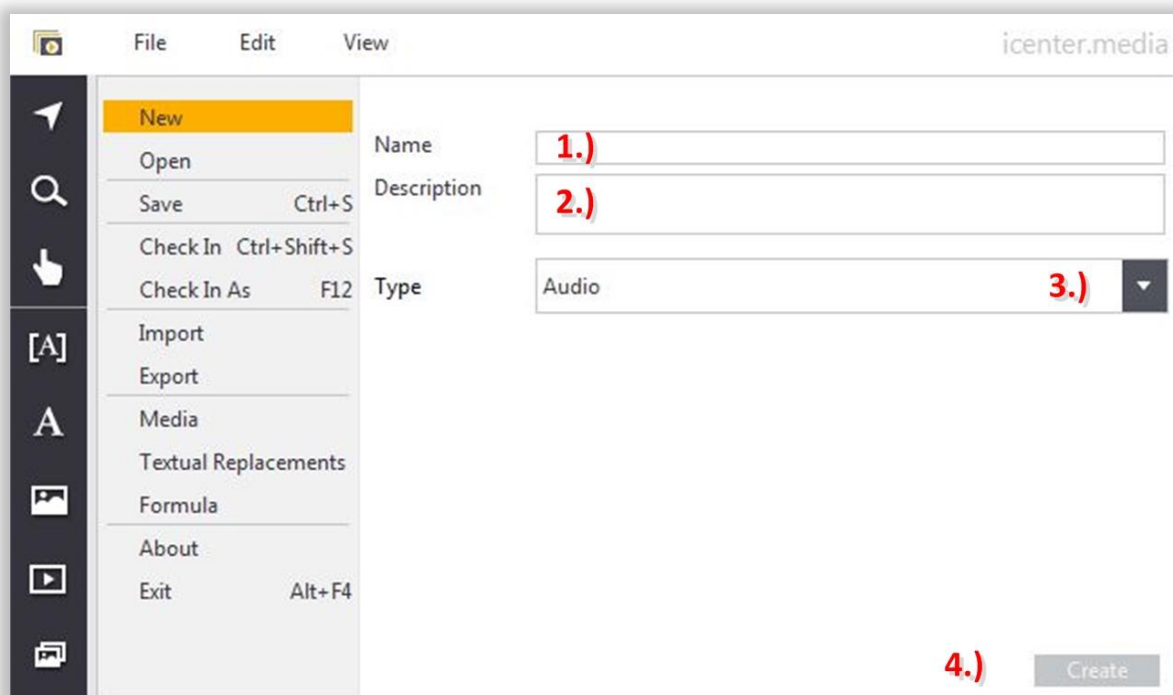 File Edit View icenter.media
New
Open
Save Ctrl+S
Check In Ctrl+Shift+S
Check In As F12
Import
Export
Media
Textual Replacements
Formula
About
Exit Alt+F4
Name 1.)
Description 2.)
Type Audio 3.)
4.) Create
[A]
A